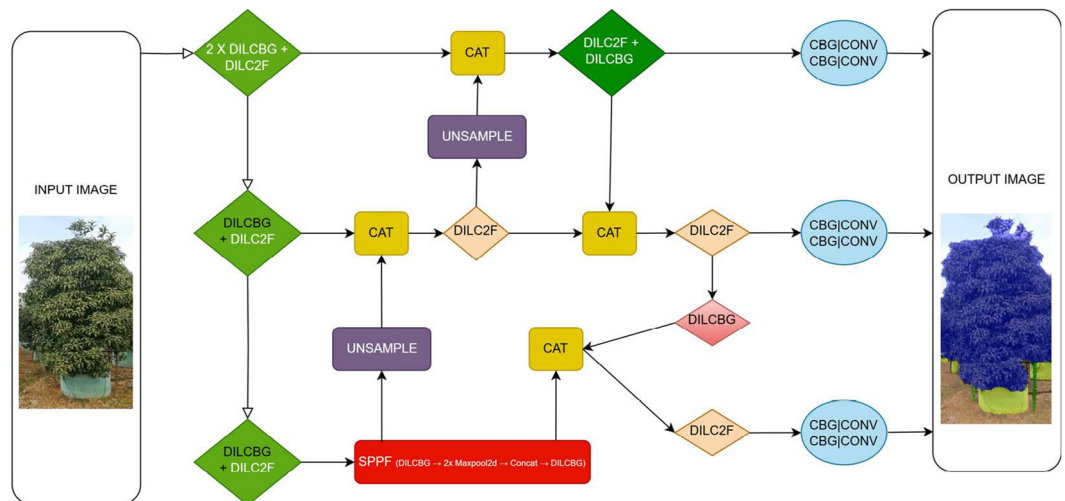 INPUT IMAGE
2 X DILCBG +
DILC2F
CAT
DILC2F +
DILCBG
CBG|CONV
CBG|CONV
UNSAMPLE
DILCBG
+ DILC2F
CAT
DILC2F
CAT
DILC2F
CBG|CONV
CBG|CONV
UNSAMPLE
CAT
DILCBG
DILCBG
+ DILC2F
SPPF (DILCBG → 2x Maxpool2d → Concat → DILCBG)
DILC2F
CBG|CONV
CBG|CONV
OUTPUT IMAGE